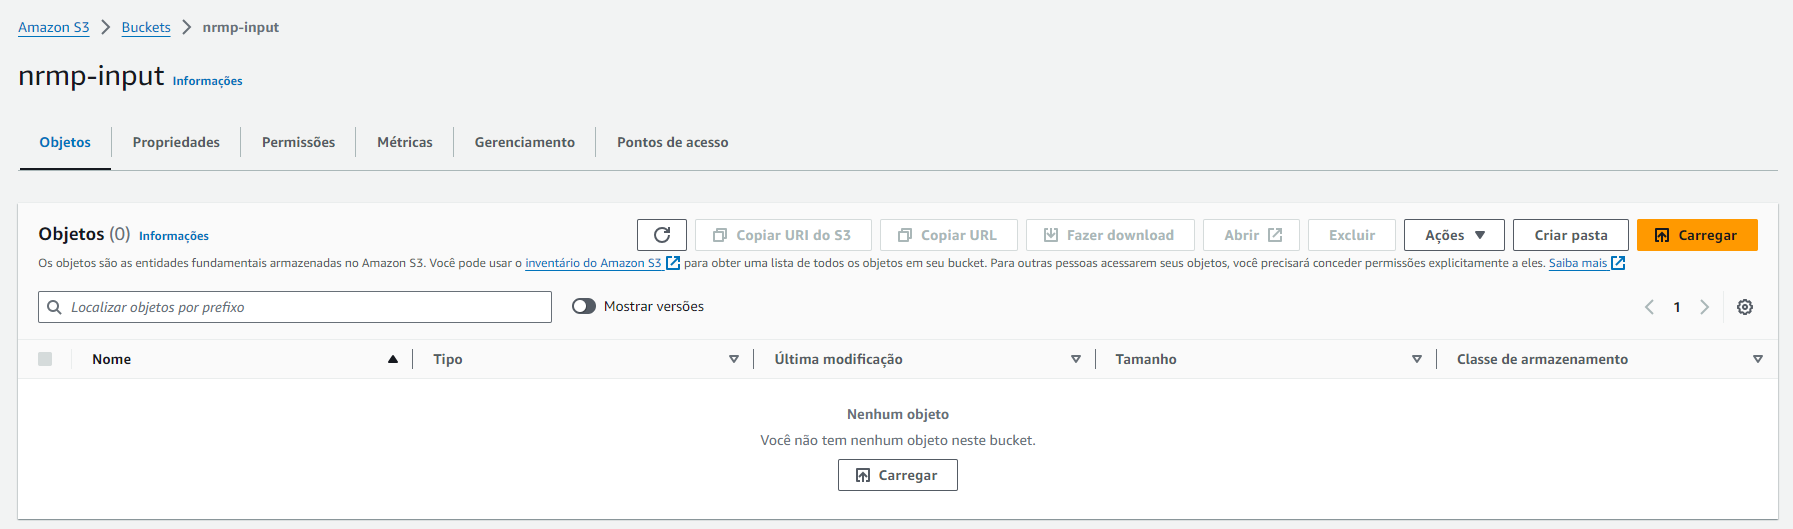 Amazon S3 > Buckets > nrmp-input
nrmp-input Informações
Objetos Propriedades Permissões Métricas Gerenciamento Pontos de acesso
Objetos (0) Informações Copiar URI do S3 Copiar URL Fazer download Abrir Excluir Ações Criar pasta Carregar
Os objetos são as entidades fundamentais armazenadas no Amazon S3. Você pode usar o inventário do Amazon S3 para obter uma lista de todos os objetos em seu bucket. Para outras pessoas acessarem seus objetos, você precisará conceder permissões explicitamente a eles. Saiba mais
Localizar objetos por prefixo Mostrar versões 1
Nome Tipo Última modificação Tamanho Classe de armazenamento
Nenhum objeto
Você não tem nenhum objeto neste bucket.
Carregar